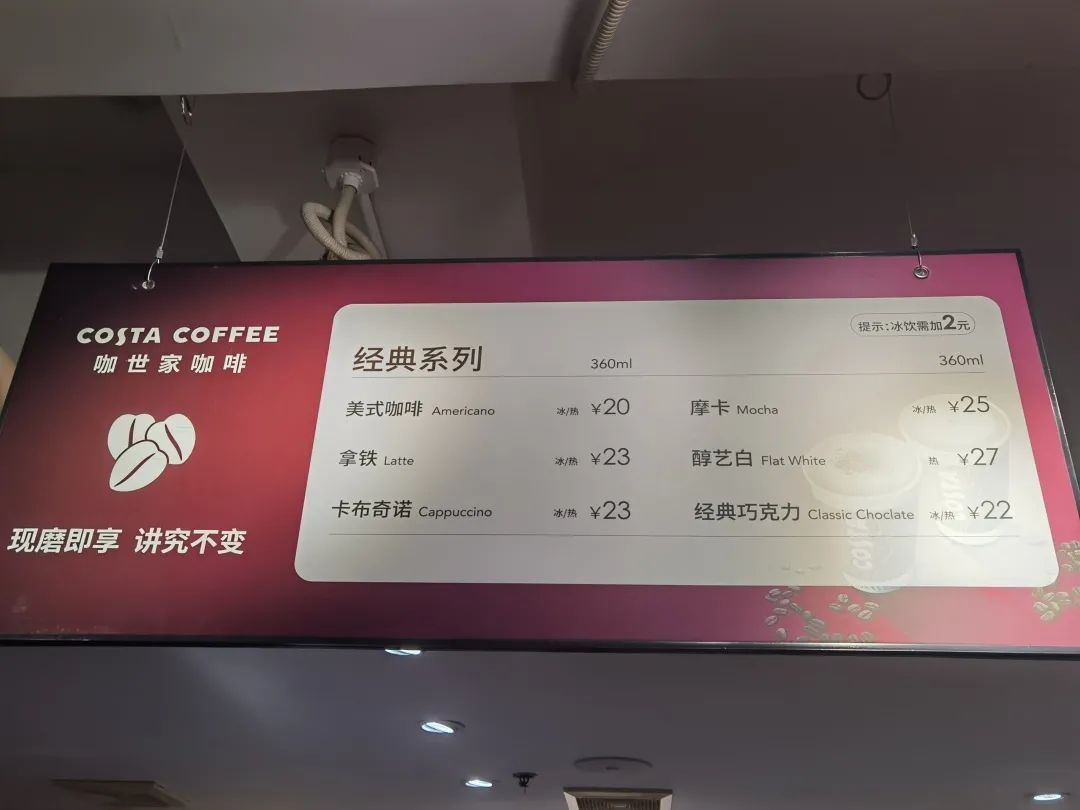 COSTA COFFEE
咖世家咖啡
现磨即享 讲究不变
提示:冰饮需加2元
经典系列 360ml 360ml
美式咖啡 Americano 冰/热 ¥20 摩卡 Mocha 冰/热 ¥25
拿铁 Latte 冰/热 ¥23 醇艺白 Flat White 热 ¥27
卡布奇诺 Cappuccino 冰/热 ¥23 经典巧克力 Classic Choclate 冰/热 ¥22
COSTA
COSTA